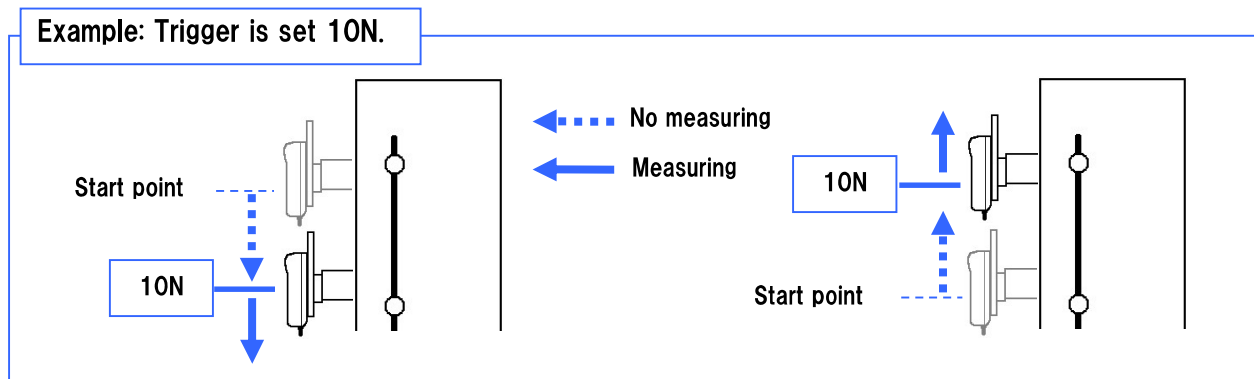 Example: Trigger is set 10N.
No measuring
Measuring
Start point
10N
10N
Start point